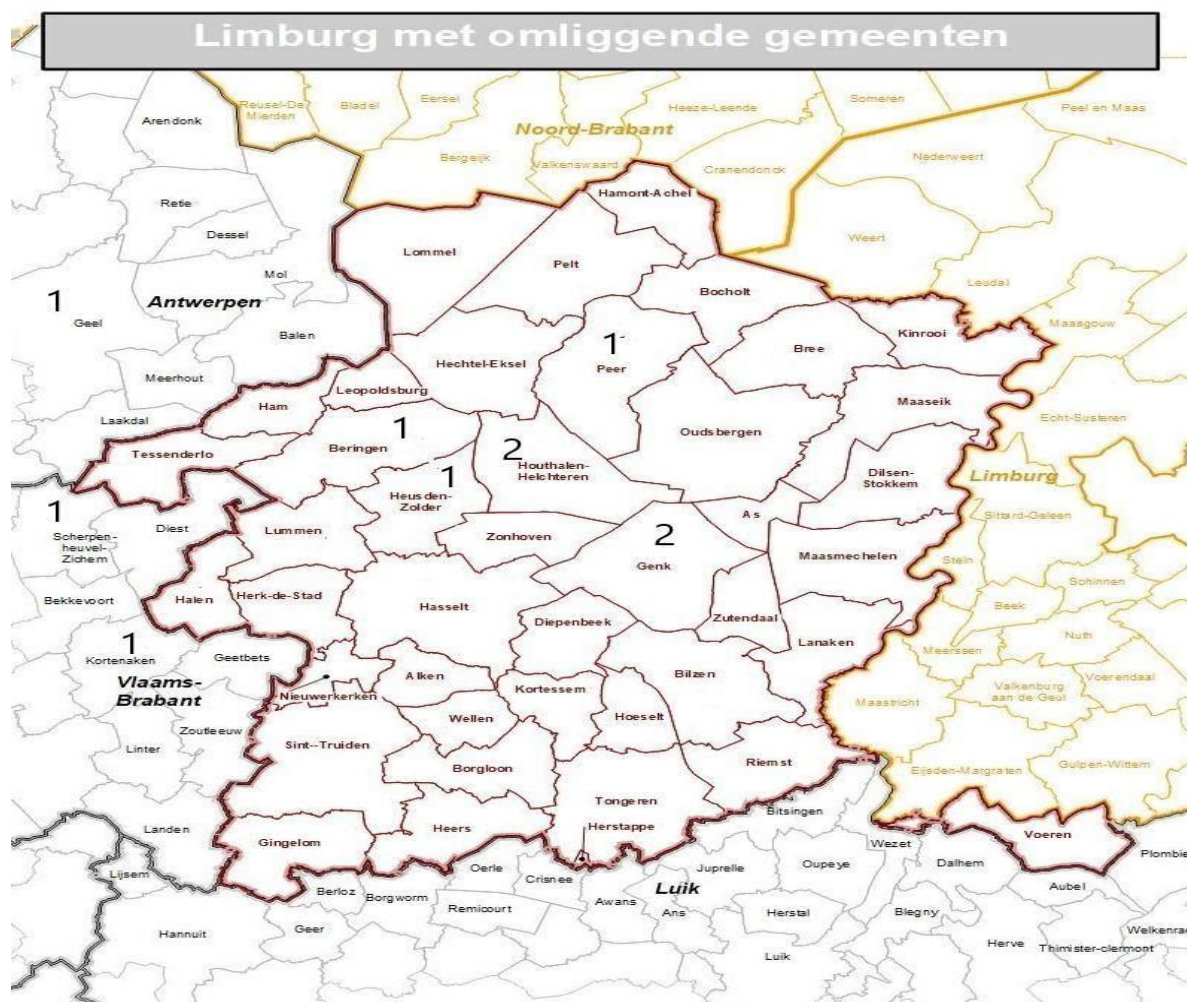 Limburg met omliggende gemeenten
Arendonk
Reusel-De
Mierden
Bladel
Eersel
Heeze-Leende
Someren
Peel en Maas
Noord-Brabant
Bergeijk
Valkenswaard
Cranendonck
Nederweert
Retie
Dessel
Hamont-Achel
Lommel
Pelt
Weert
Mol
Leudal
1
Geel
Antwerpen
Balen
Bocholt
Maasgouw
Kinrooi
1
Peer
Bree
Hechtel-Eksel
Meerhout
Leopoldsburg
Ham
Maaseik
Laakdal
Echt-Susteren
1
Beringen
Oudsbergen
Tessenderlo
2
Houthalen-
Helchteren
1
Heusden-
Zolder
Dilsen-
Stokkem
Limburg
1
Scherpen-
heuvel-
Zichem
Diest
Lummen
Zonhoven
As
Sittard-Geleen
2
Genk
Maasmechelen
Stein
Schinnen
Bekkevoort
Halen
Herk-de-Stad
Hasselt
Diepenbeek
Zutendaal
Lanaken
Beek
Nuth
Meerssen
1
Kortenaken
Geetbets
Vlaams-
Brabant
Nieuwerkerken
Alken
Kortessem
Bilzen
Voerendaal
Valkenburg
aan de Geul
Maastricht
Wellen
Hoeselt
Zoutleeuw
Linter
Sint--Truiden
Borgloon
Riemst
Eijsden-Margraten
Gulpen-Wittem
Tongeren
Bitsingen
Landen
Gingelom
Heers
Herstappe
Voeren
Wezet
Plombie
Lijsem
Berloz
Borgworm
Oerle
Crisnee
Luik
Juprelle
Oupeye
Dalhem
Aubel
Remicourt
Awans
Ans
Herstal
Blegny
Hannuit
Geer
Luik
Herve
Thimister-clermont
Welkenrac